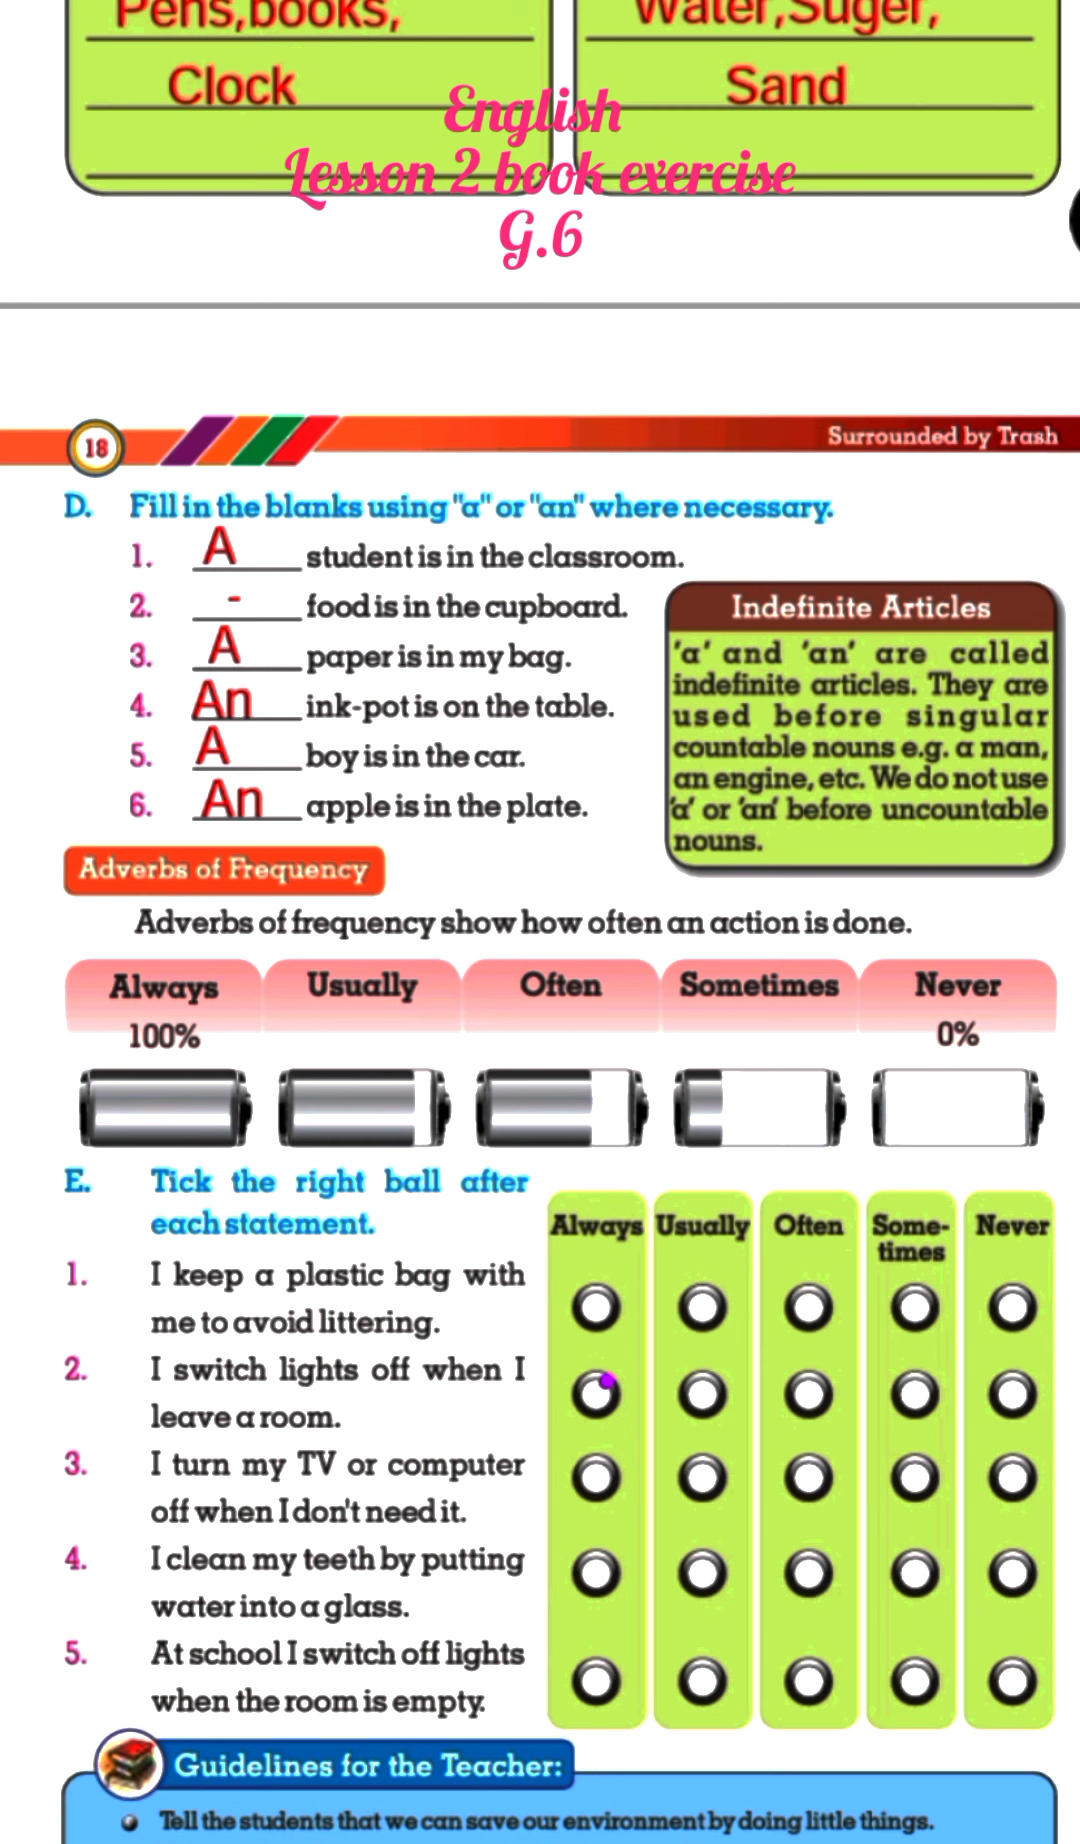 Pens,books,
Water,Suger,
Clock
Sand
English
Lesson 2 book exercise
G.6
18
Surrounded by Trash
D. Fill in the blanks using "a" or "an" where necessary.
1. A student is in the classroom.
2. - food is in the cupboard.
3. A paper is in my bag.
4. An ink-pot is on the table.
5. A boy is in the car.
6. An apple is in the plate.
Indefinite Articles
'a' and 'an' are called
indefinite articles. They are
used before singular
countable nouns e.g. a man,
an engine, etc. We do not use
'a' or 'an' before uncountable
nouns.
Adverbs of Frequency
Adverbs of frequency show how often an action is done.
Always Usually Often Sometimes Never
100% 0%
E. Tick the right ball after
each statement.
Always Usually Often Some-
times Never
1. I keep a plastic bag with
me to avoid littering.
2. I switch lights off when I
leave a room.
3. I turn my TV or computer
off when I don't need it.
4. I clean my teeth by putting
water into a glass.
5. At school I switch off lights
when the room is empty.
Guidelines for the Teacher:
Tell the students that we can save our environment by doing little things.